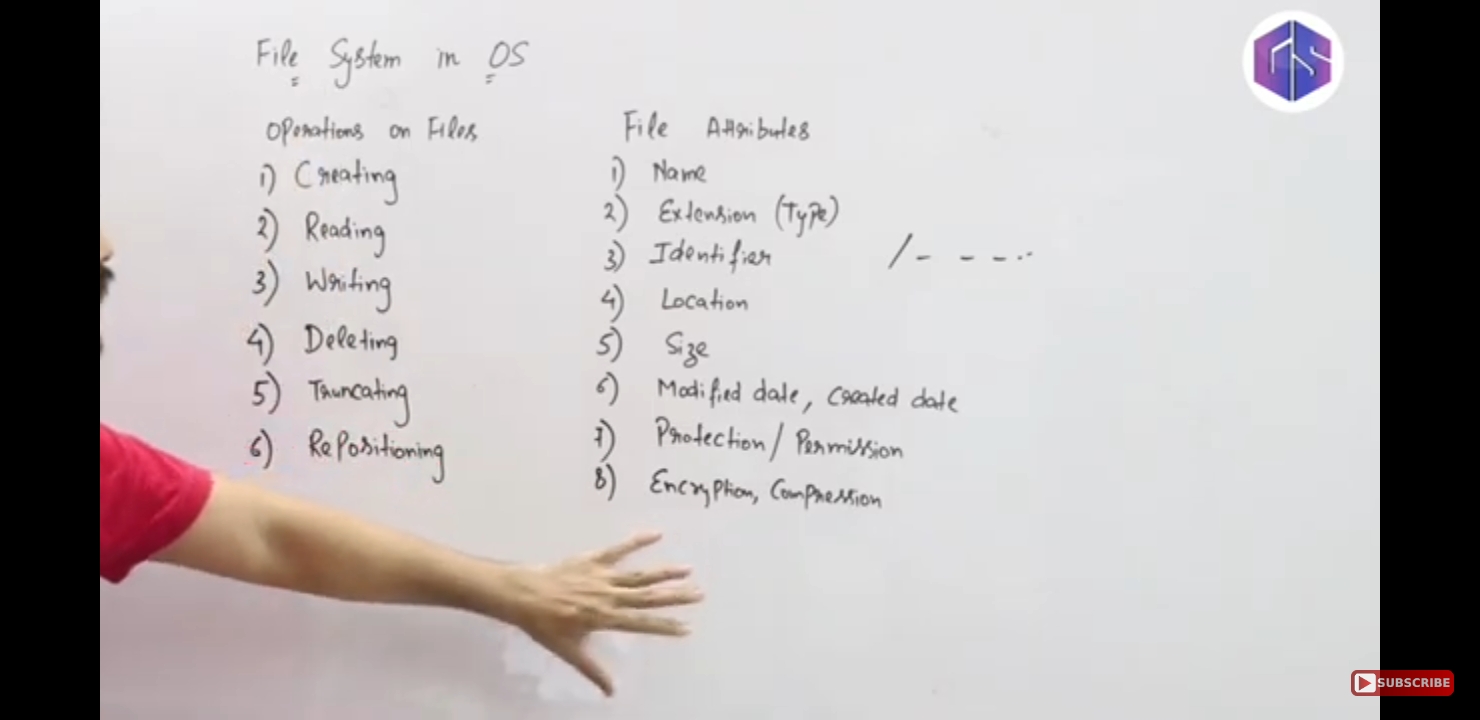 File System in OS
Operations on Files
1) Creating
2) Reading
3) Writing
4) Deleting
5) Truncating
6) RePositioning
File Attributes
1) Name
2) Extension (Type)
3) Identifier
/- - - - ..
4) Location
5) Size
6) Modified date, Created date
7) Protection/ Permission
8) Encryption, Compression
GS
SUBSCRIBE